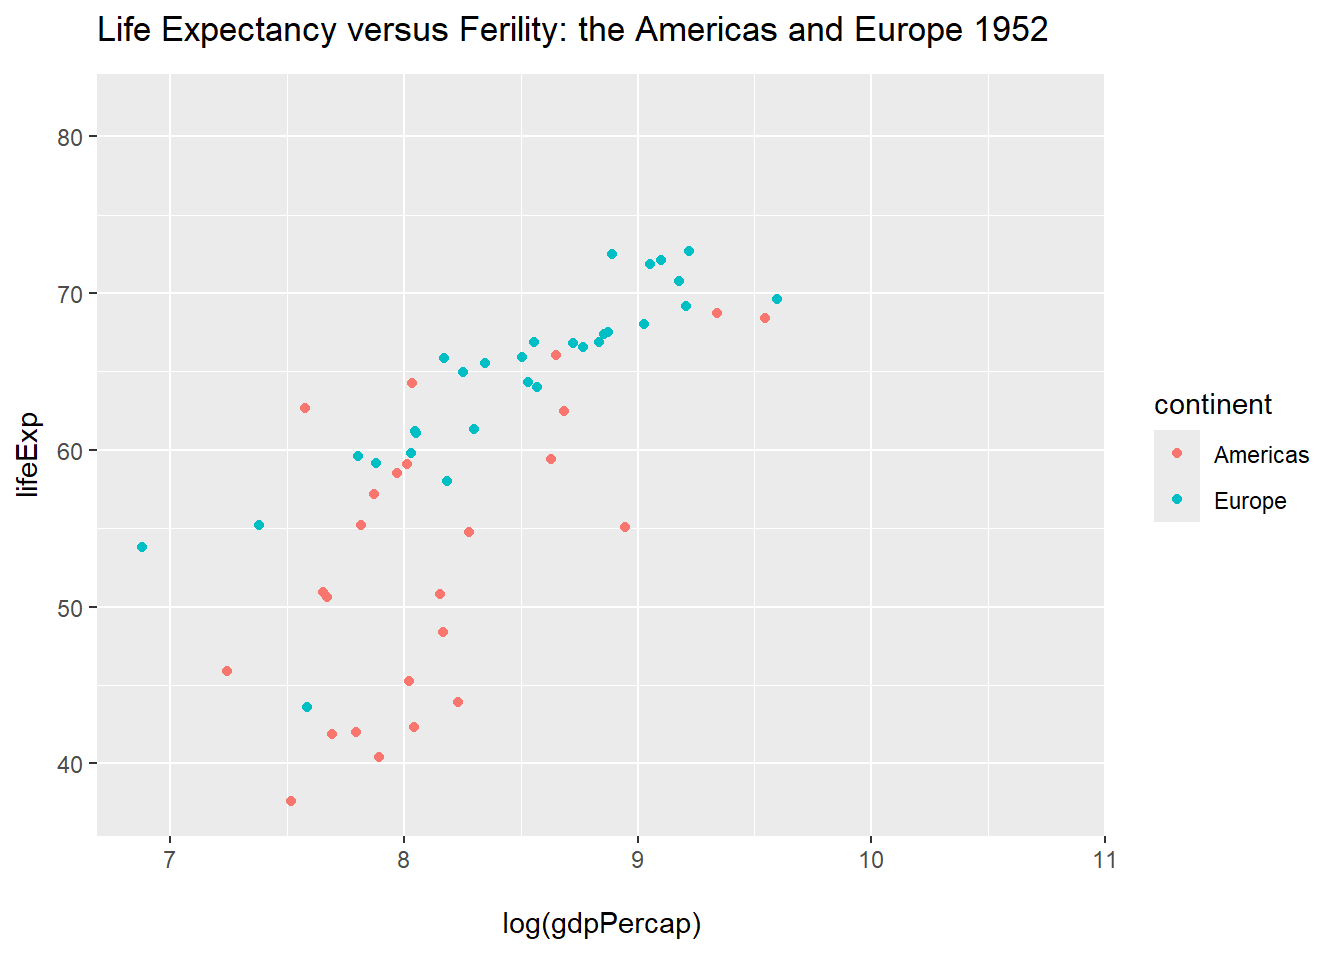 Life Expectancy versus Ferility: the Americas and Europe 1952
80
70
60
50
40
lifeExp
7 8 9 10 11
log(gdpPercap)
continent
Americas
Europe